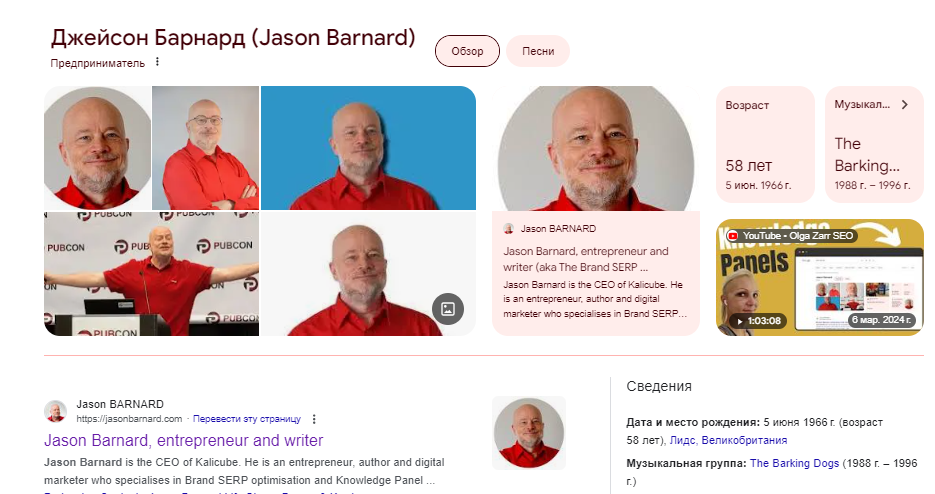 Джейсон Барнард (Jason Barnard)
Предприниматель
Обзор
Песни
PUBCON
PUBCON
PUBCON
PUBCON
PUBCON
Jason BARNARD
Jason Barnard, entrepreneur and
writer (aka The Brand SERP ...
Jason Barnard is the CEO of Kalicube. He
is an entrepreneur, author and digital
marketer who specialises in Brand SERP...
Возраст
58 лет
5 июн. 1966 г.
Музыкал...
The
Barking...
1988 г. – 1996 г.
Knowledge
Panels
YouTube • Olga Zarr SEO
1:03:08
6 мар. 2024 г.
Jason BARNARD
https://jasonbarnard.com · Перевести эту страницу
Jason Barnard, entrepreneur and writer
Jason Barnard is the CEO of Kalicube. He is an entrepreneur, author and digital
marketer who specialises in Brand SERP optimisation and Knowledge Panel ...
Сведения
Дата и место рождения: 5 июня 1966 г. (возраст
58 лет), Лидс, Великобритания
Музыкальная группа: The Barking Dogs (1988 г. – 1996
г.)